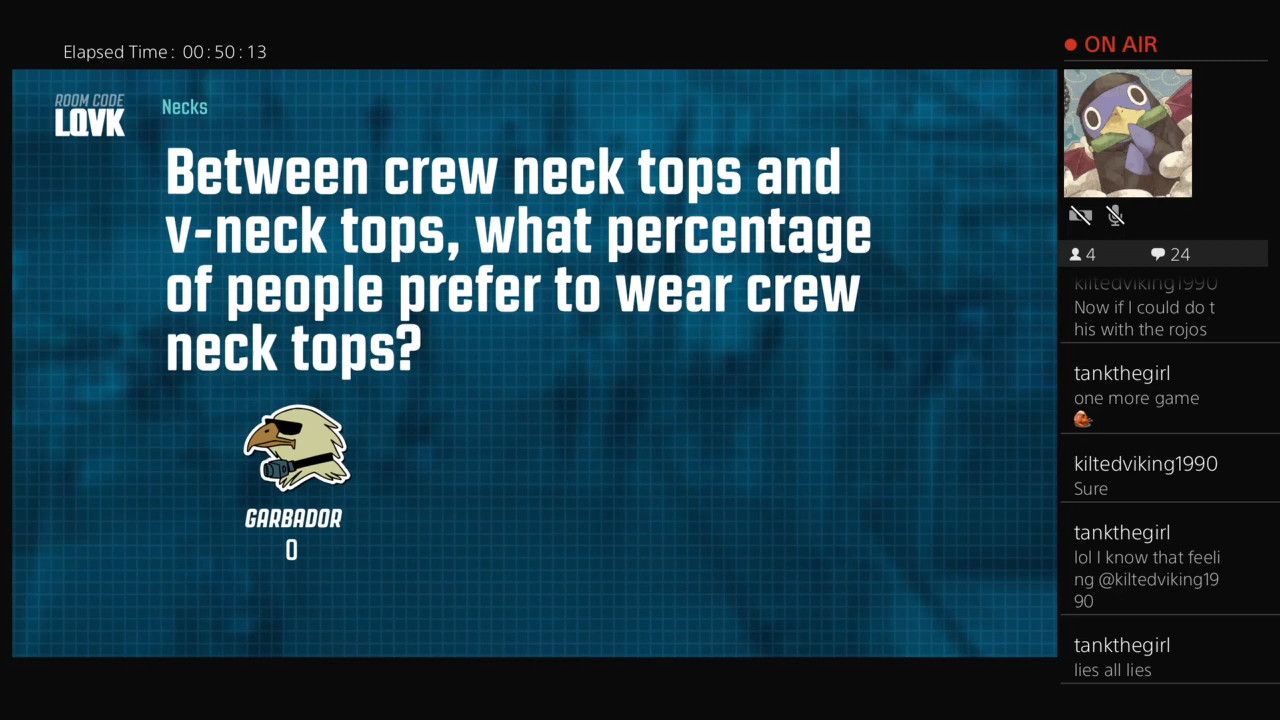 Elapsed Time: 00:50:13
ON AIR
ROOM CODE
LQVK
Necks
Between crew neck tops and
v-neck tops, what percentage
of people prefer to wear crew
neck tops?
GARBADOR
0
4
24
kiltedviking1990
Now if I could do t
his with the rojos
tankthegirl
one more game
kiltedviking1990
Sure
tankthegirl
lol I know that feeli
ng @kiltedviking19
90
tankthegirl
lies all lies